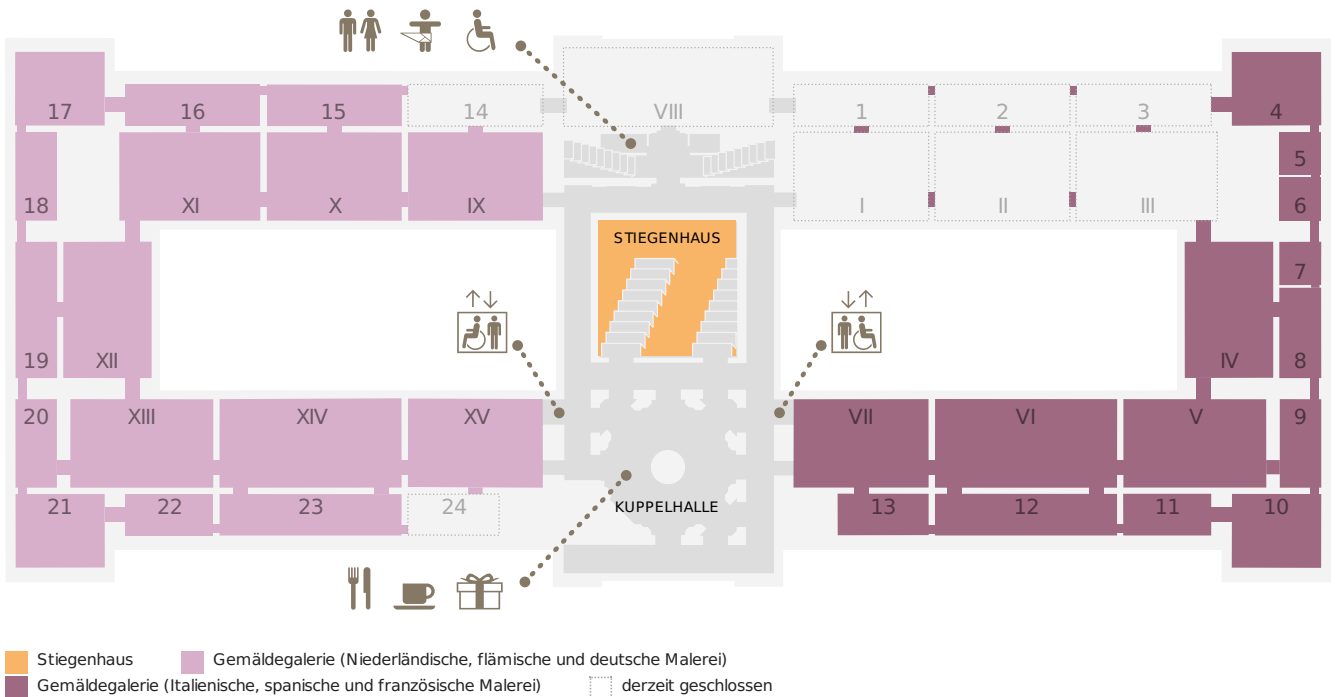 17 16 15 14 VIII 1 2 3 4
5
18 XI X IX I II III 6
STIEGENHAUS
7
19 XII IV 8
20 XIII XIV XV VII VI V 9
21 22 23 24 KUPPELHALLE 13 12 11 10
Stiegenhaus Gemäldegalerie (Niederländische, flämische und deutsche Malerei)
Gemäldegalerie (Italienische, spanische und französische Malerei) derzeit geschlossen